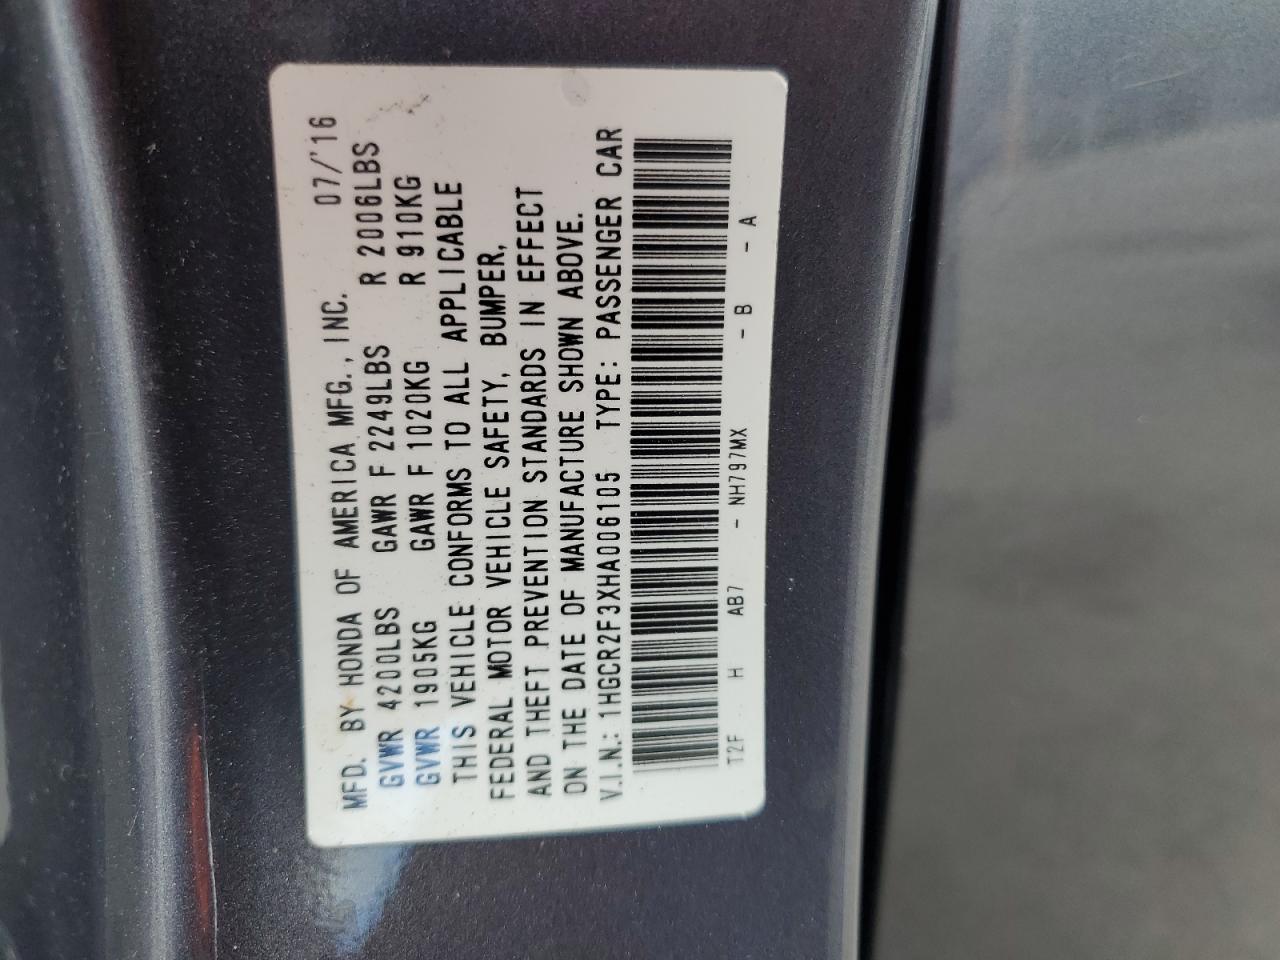 MFD. BY HONDA OF AMERICA MFG., INC. 07/'16
GVWR 4200LBS GAWR F 2249LBS R 2006LBS
GVWR 1905KG GAWR F 1020KG R 910KG
THIS VEHICLE CONFORMS TO ALL APPLICABLE
FEDERAL MOTOR VEHICLE SAFETY, BUMPER,
AND THEFT PREVENTION STANDARDS IN EFFECT
ON THE DATE OF MANUFACTURE SHOWN ABOVE.
V.I.N.: 1HGCR2F3XHA006105 TYPE: PASSENGER CAR
T2F H AB7 - NH797MX - B - A